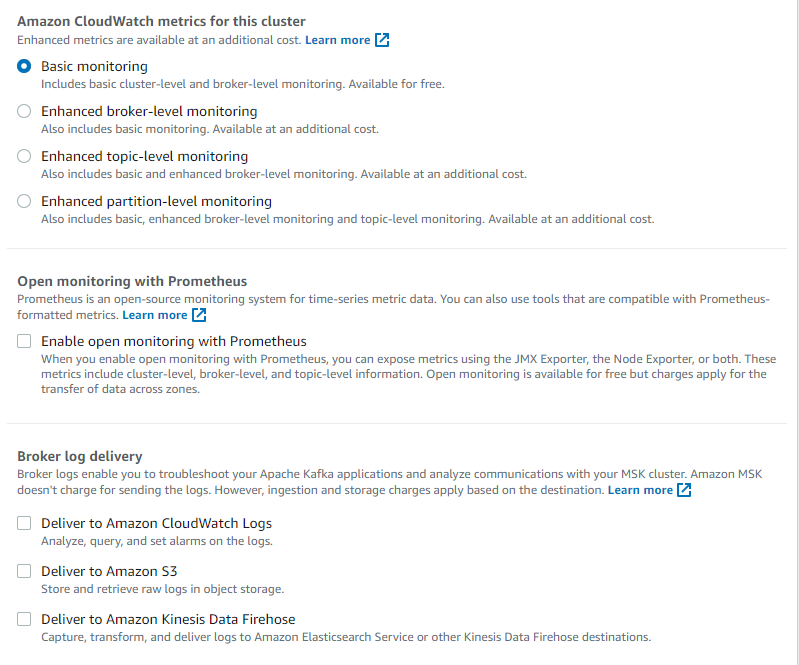 Amazon CloudWatch metrics for this cluster
Enhanced metrics are available at an additional cost. Learn more
Basic monitoring
Includes basic cluster-level and broker-level monitoring. Available for free.
Enhanced broker-level monitoring
Also includes basic monitoring. Available at an additional cost.
Enhanced topic-level monitoring
Also includes basic and enhanced broker-level monitoring. Available at an additional cost.
Enhanced partition-level monitoring
Also includes basic, enhanced broker-level monitoring and topic-level monitoring. Available at an additional cost.
Open monitoring with Prometheus
Prometheus is an open-source monitoring system for time-series metric data. You can also use tools that are compatible with Prometheus-
formatted metrics. Learn more
Enable open monitoring with Prometheus
When you enable open monitoring with Prometheus, you can expose metrics using the JMX Exporter, the Node Exporter, or both. These
metrics include cluster-level, broker-level, and topic-level information. Open monitoring is available for free but charges apply for the
transfer of data across zones.
Broker log delivery
Broker logs enable you to troubleshoot your Apache Kafka applications and analyze communications with your MSK cluster. Amazon MSK
doesn't charge for sending the logs. However, ingestion and storage charges apply based on the destination. Learn more
Deliver to Amazon CloudWatch Logs
Analyze, query, and set alarms on the logs.
Deliver to Amazon S3
Store and retrieve raw logs in object storage.
Deliver to Amazon Kinesis Data Firehose
Capture, transform, and deliver logs to Amazon Elasticsearch Service or other Kinesis Data Firehose destinations.